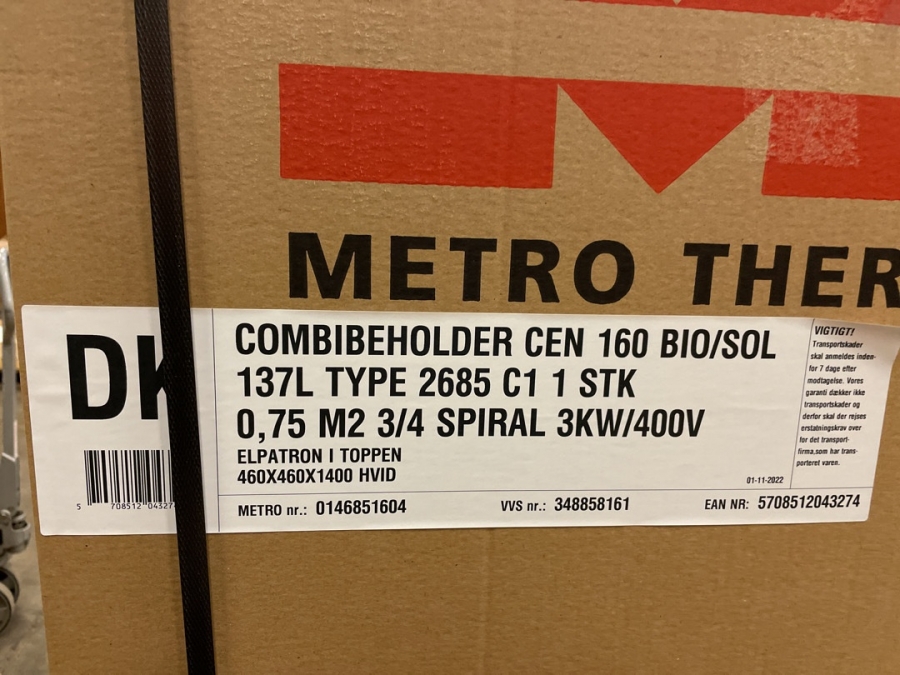 METRO THER
DK
COMBIBEHOLDER CEN 160 BIO/SOL
137L TYPE 2685 C1 1 STK
0,75 M2 3/4 SPIRAL 3KW/400V
ELPATRON I TOPPEN
460X460X1400 HVID
01-11-2022
VIGTIGT!
Transportskader
skal anmeldes inden-
for 7 dage efter
modtagelse. Vores
garanti dækker ikke
transportskader og
derfor skal der rejses
erstatningskrav over
for det transport-
firma,som har trans-
porteret varen.
5 708512 04327
METRO nr.: 0146851604
VVS nr.: 348858161
EAN NR: 5708512043274